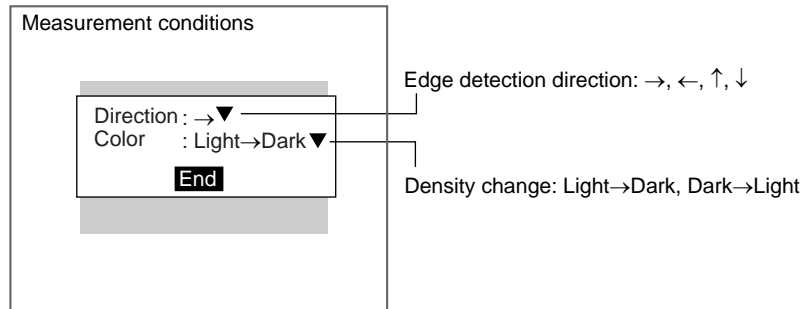 Measurement conditions
Edge detection direction: →, ←, ↑, ↓
Direction : →▼
Color : Light→Dark▼
End
Density change: Light→Dark, Dark→Light